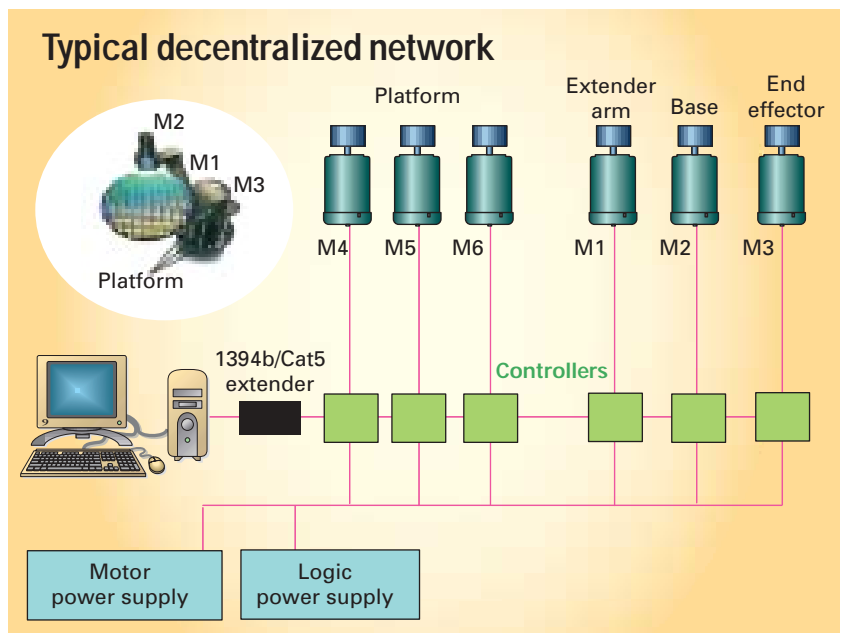 Typical decentralized network
M2
M1
M3
Platform
Platform
Extender
arm
Base
End
effector
M4
M5
M6
M1
M2
M3
1394b/Cat5
extender
Controllers
Motor
power supply
Logic
power supply